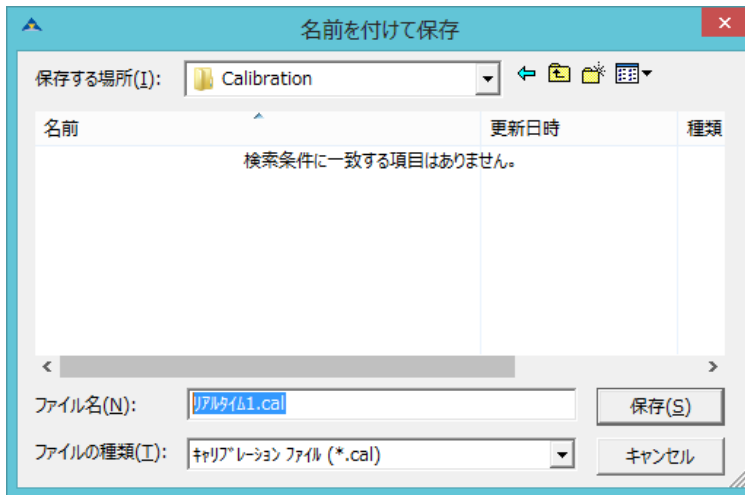 名前を付けて保存
保存する場所(I): Calibration
名前 更新日時 種類
検索条件に一致する項目はありません。
ファイル名(N): ﾘｱﾙﾀｲﾑ1.cal 保存(S)
ファイルの種類(T): ｷｬﾘﾌﾞﾚｰｼｮﾝ ﾌｧｲﾙ (*.cal) キャンセル